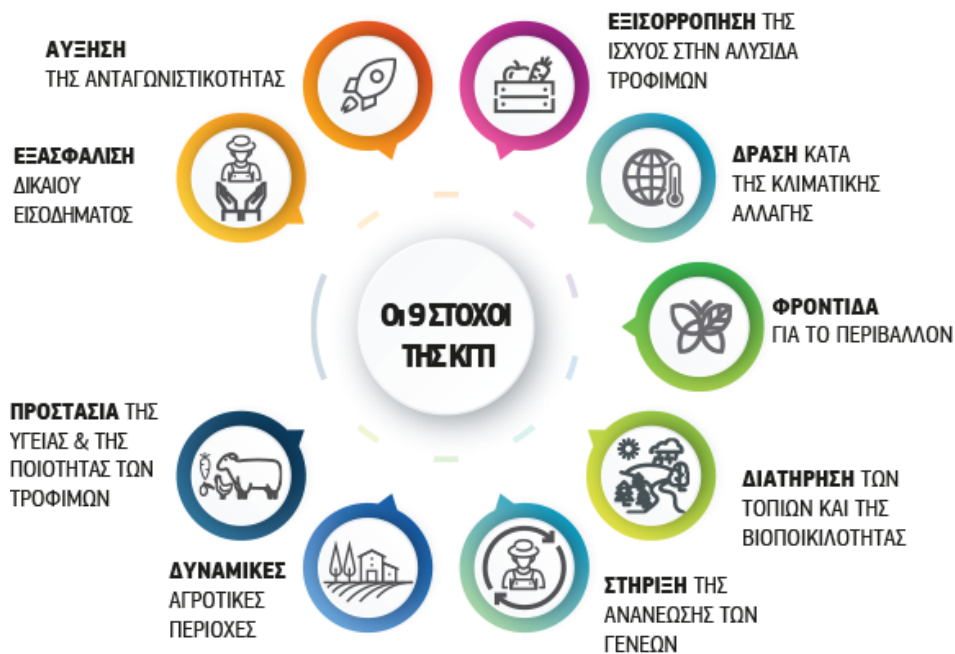 Οι 9 ΣΤΟΧΟΙ
ΤΗΣ ΚΓΠ
ΕΞΑΣΦΑΛΙΣΗ
ΔΙΚΑΙΟΥ
ΕΙΣΟΔΗΜΑΤΟΣ
ΑΥΞΗΣΗ
ΤΗΣ ΑΝΤΑΓΩΝΙΣΤΙΚΟΤΗΤΑΣ
ΕΞΙΣΟΡΡΟΠΗΣΗ ΤΗΣ
ΙΣΧΥΟΣ ΣΤΗΝ ΑΛΥΣΙΔΑ
ΤΡΟΦΙΜΩΝ
ΔΡΑΣΗ ΚΑΤΑ
ΤΗΣ ΚΛΙΜΑΤΙΚΗΣ
ΑΛΛΑΓΗΣ
ΦΡΟΝΤΙΔΑ
ΓΙΑ ΤΟ ΠΕΡΙΒΑΛΛΟΝ
ΔΙΑΤΗΡΗΣΗ ΤΩΝ
ΤΟΠΙΩΝ ΚΑΙ ΤΗΣ
ΒΙΟΠΟΙΚΙΛΟΤΗΤΑΣ
ΣΤΗΡΙΞΗ ΤΗΣ
ΑΝΑΝΕΩΣΗΣ ΤΩΝ
ΓΕΝΕΩΝ
ΔΥΝΑΜΙΚΕΣ
ΑΓΡΟΤΙΚΕΣ
ΠΕΡΙΟΧΕΣ
ΠΡΟΣΤΑΣΙΑ ΤΗΣ
ΥΓΕΙΑΣ & ΤΗΣ
ΠΟΙΟΤΗΤΑΣ ΤΩΝ
ΤΡΟΦΙΜΩΝ